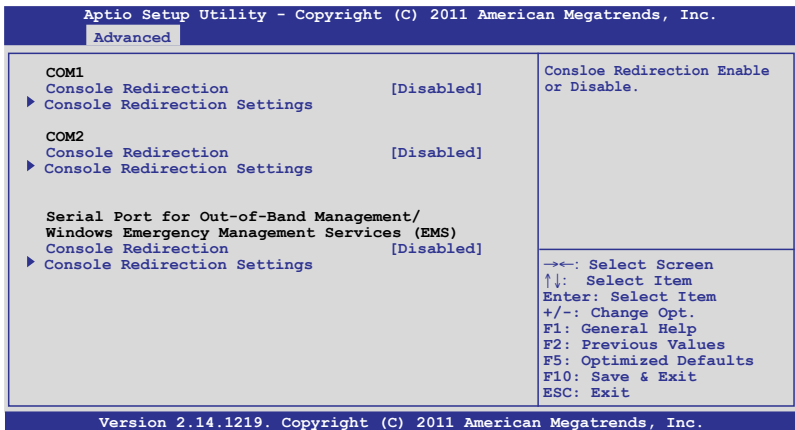 Aptio Setup Utility - Copyright (C) 2011 American Megatrends, Inc.
Advanced
COM1
Console Redirection [Disabled]
Console Redirection Settings
COM2
Console Redirection [Disabled]
Console Redirection Settings
Serial Port for Out-of-Band Management/
Windows Emergency Management Services (EMS)
Console Redirection [Disabled]
Console Redirection Settings
Consloe Redirection Enable
or Disable.
→←: Select Screen
↑↓: Select Item
Enter: Select Item
+/-: Change Opt.
F1: General Help
F2: Previous Values
F5: Optimized Defaults
F10: Save & Exit
ESC: Exit
Version 2.14.1219. Copyright (C) 2011 American Megatrends, Inc.